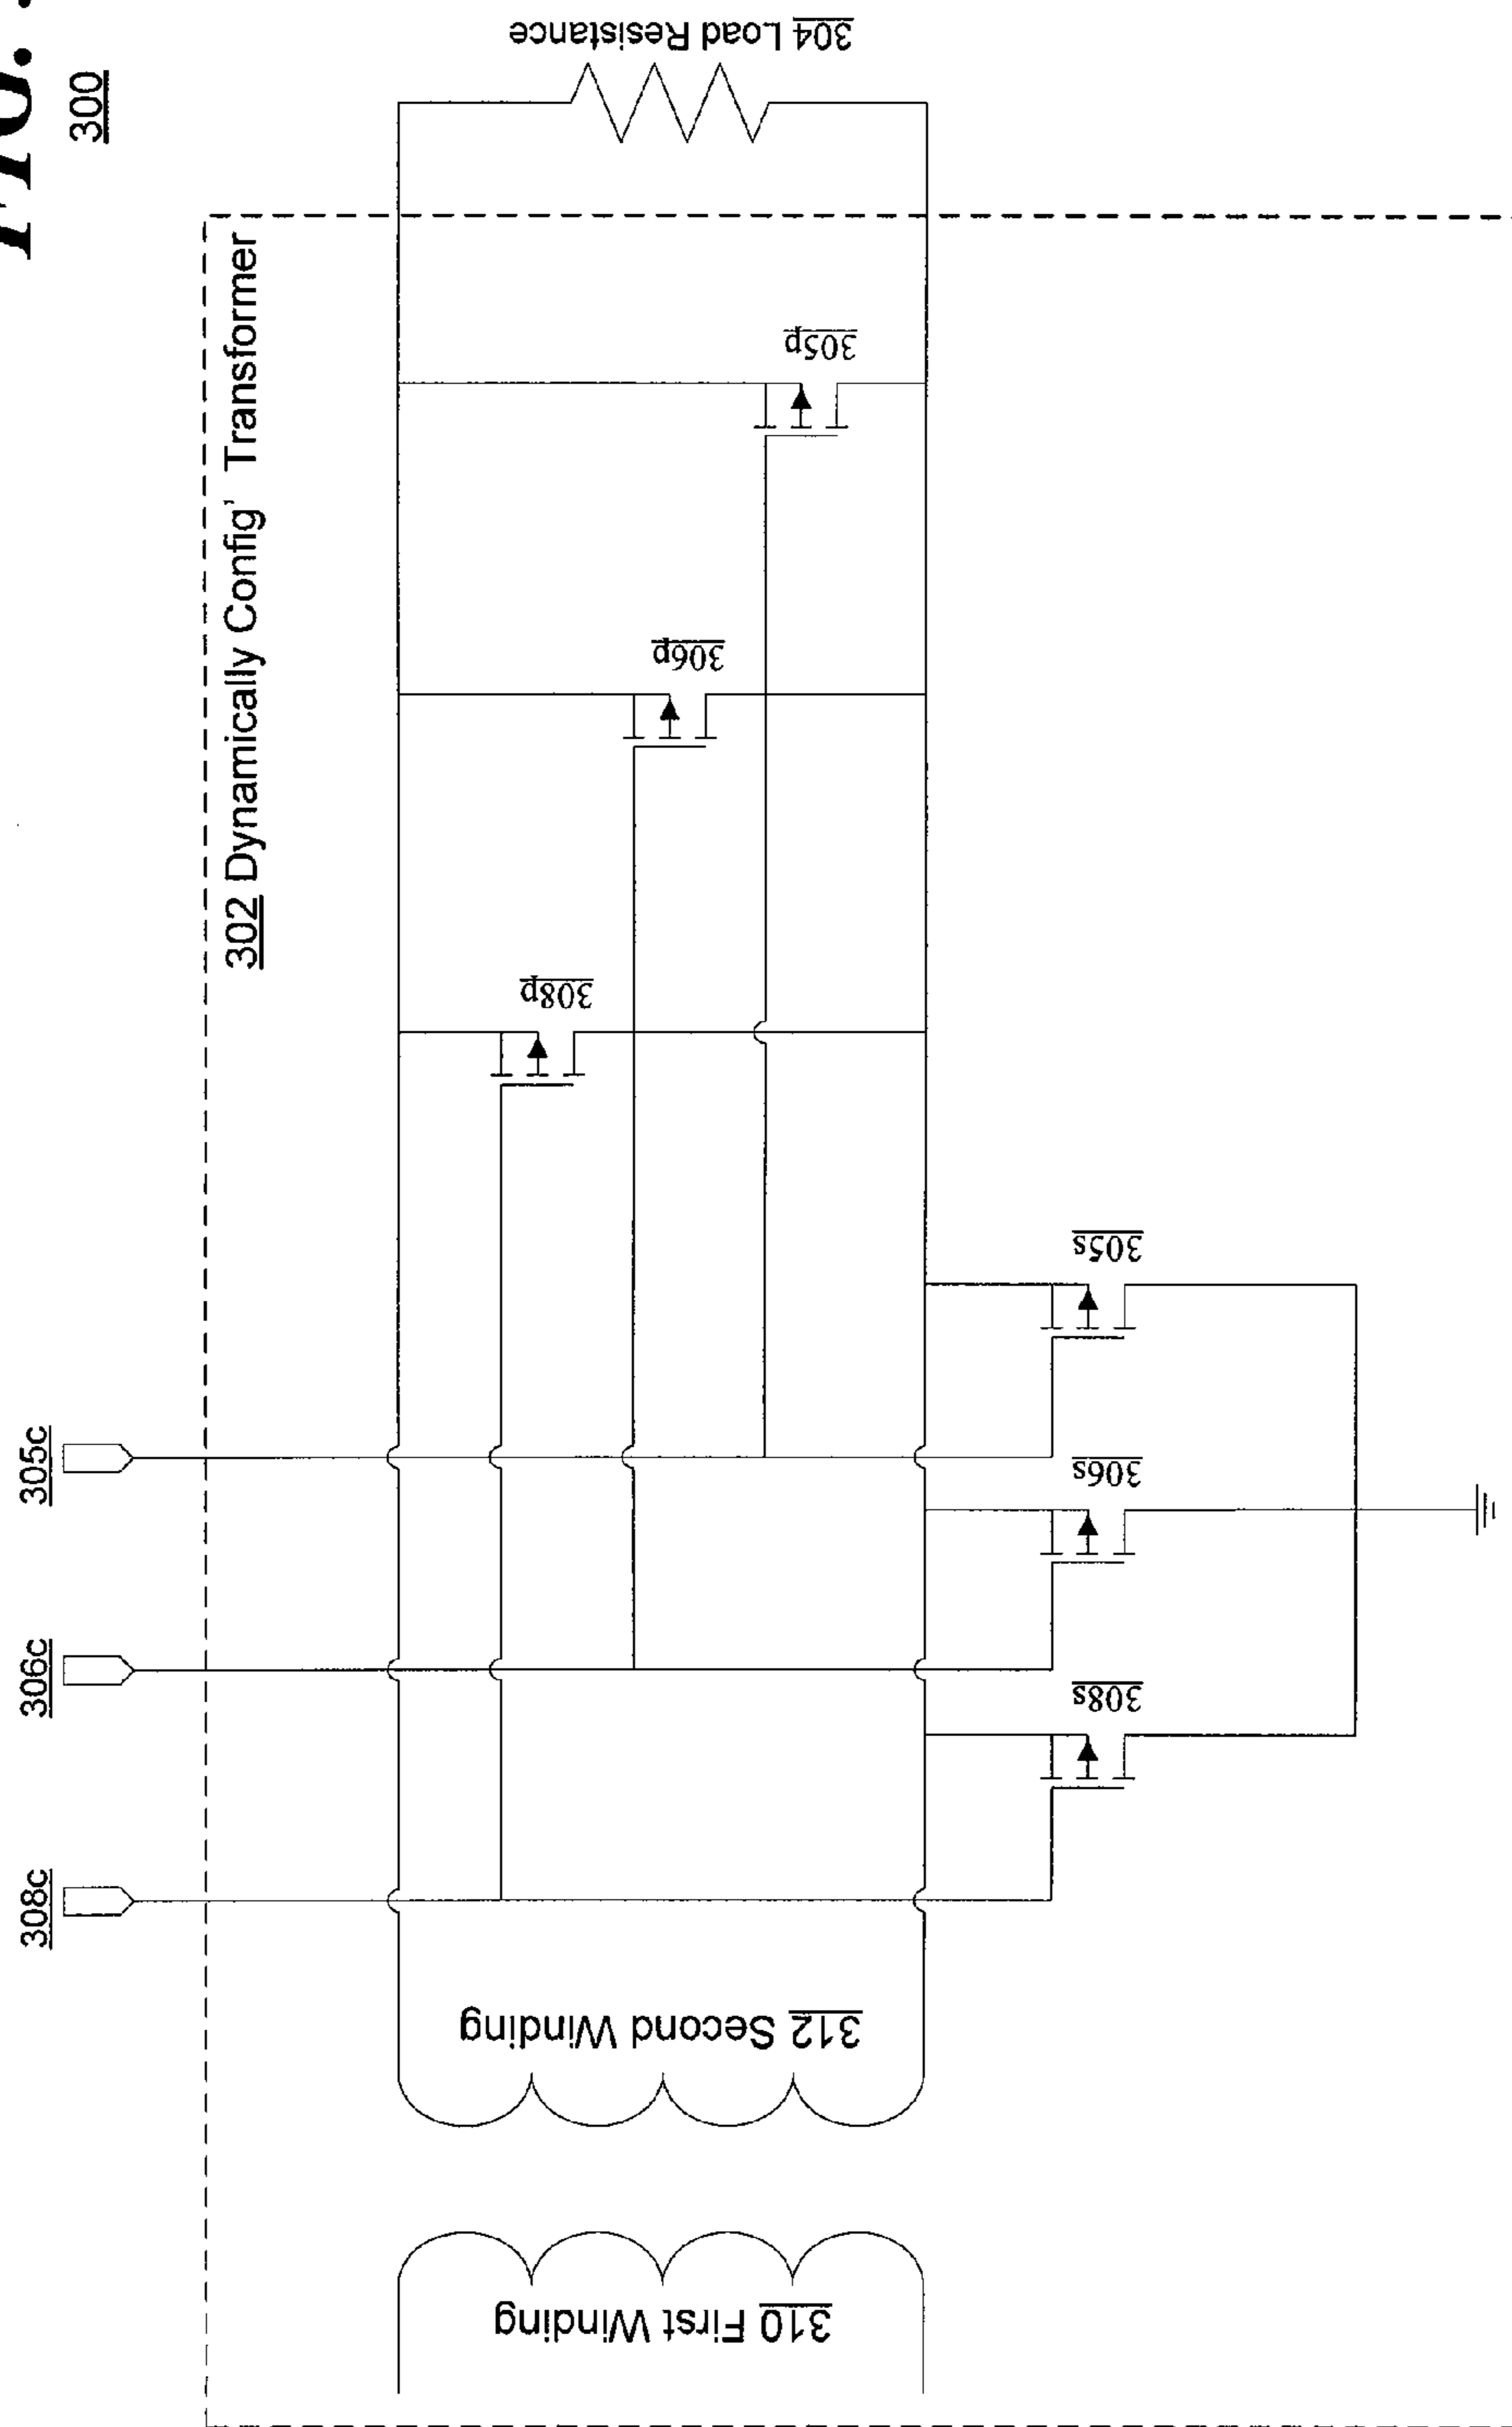 FIG.
300
302 Dynamically Config' Transformer
305c
306c
308c
304 Load Resistance
305p
306p
308p
305s
306s
308s
312 Second Winding
310 First Winding